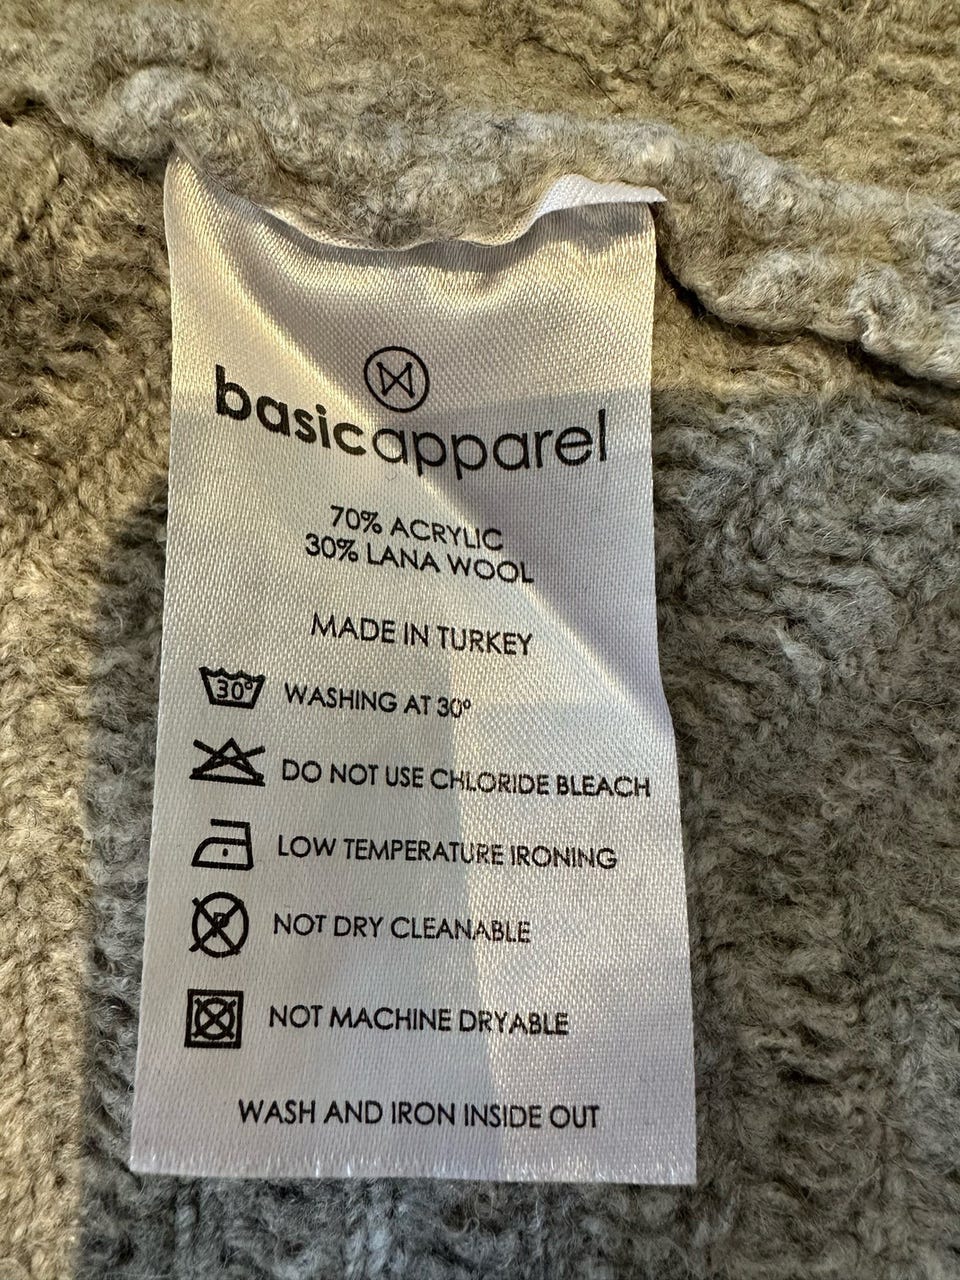 basicapparel
70% ACRYLIC
30% LANA WOOL
MADE IN TURKEY
30° WASHING AT 30°
DO NOT USE CHLORIDE BLEACH
LOW TEMPERATURE IRONING
P NOT DRY CLEANABLE
NOT MACHINE DRYABLE
WASH AND IRON INSIDE OUT